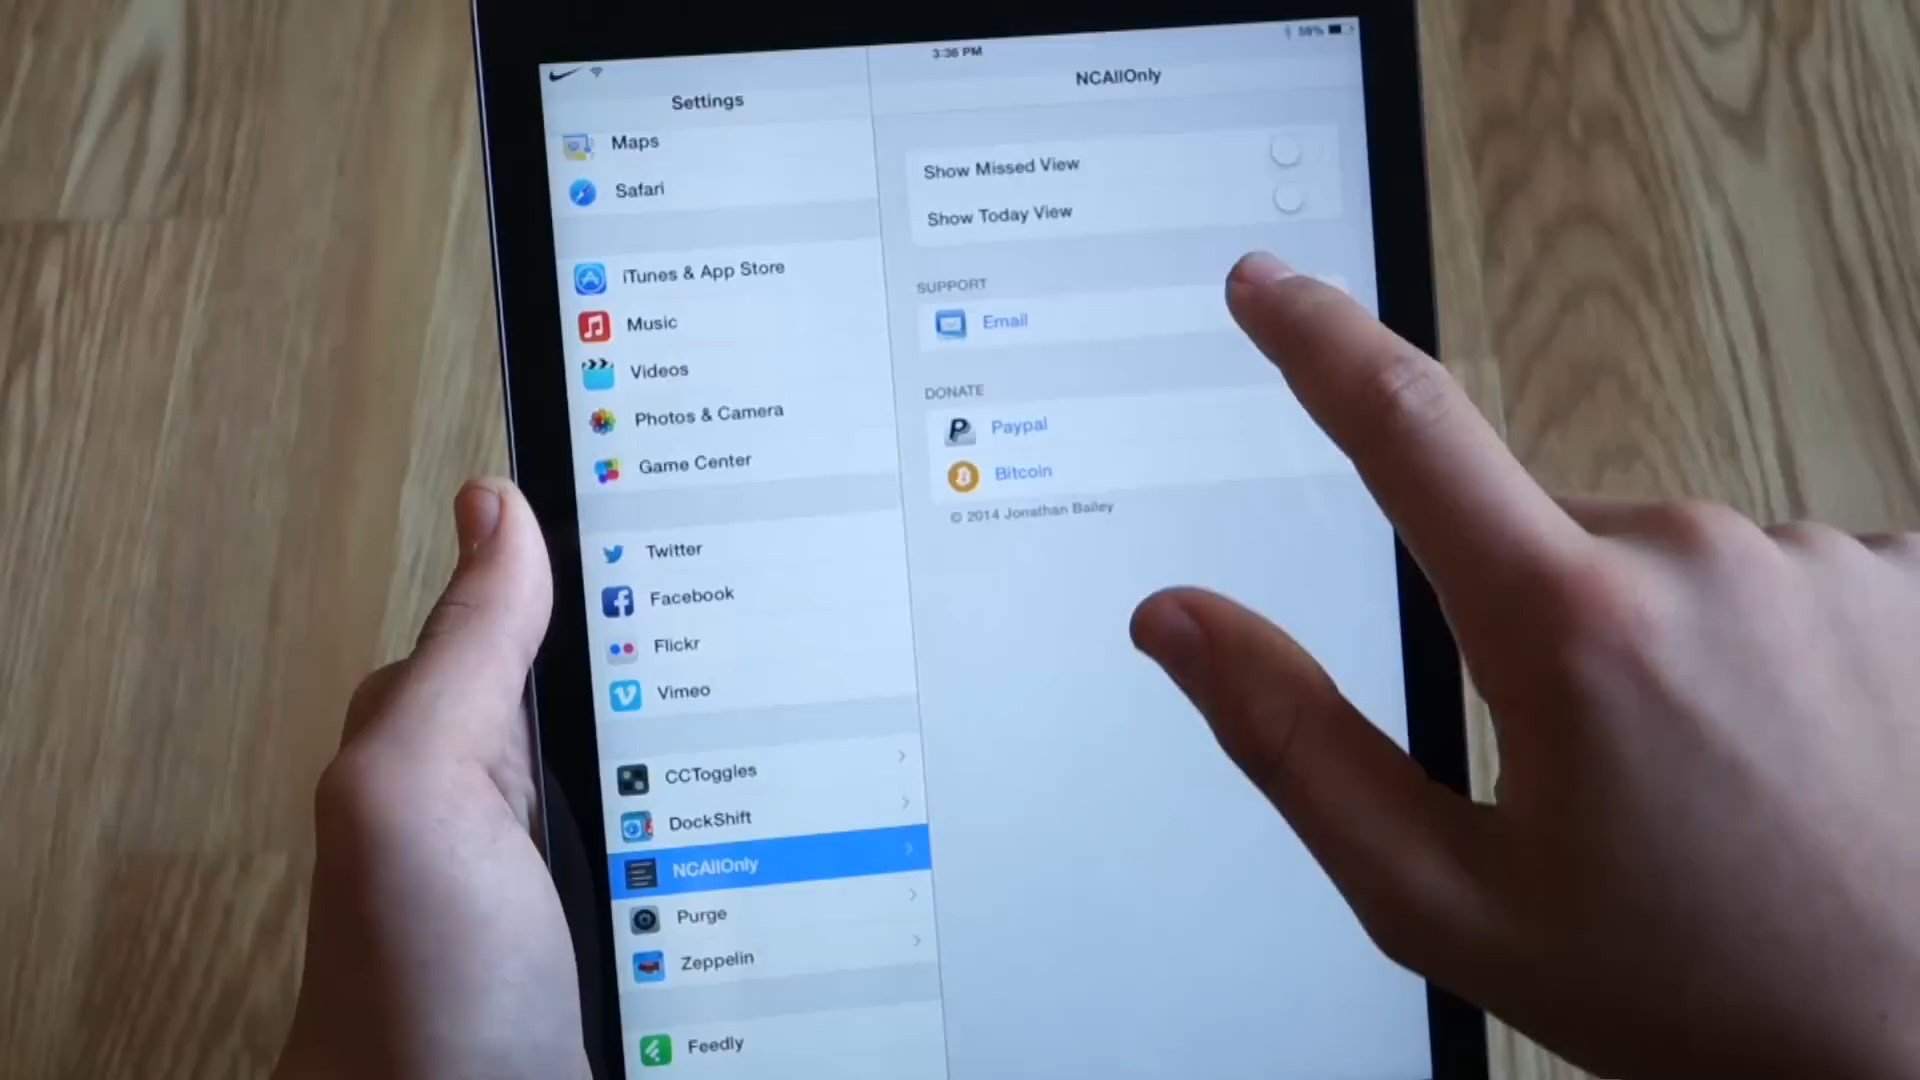 3:36 PM
59%
Settings
NCAllOnly
Maps
Safari
iTunes & App Store
Music
Videos
Photos & Camera
Game Center
Twitter
Facebook
Flickr
Vimeo
CCToggles
DockShift
NCAllOnly
Purge
Zeppelin
Feedly
Show Missed View
Show Today View
SUPPORT
Email
DONATE
Paypal
Bitcoin
© 2014 Jonathan Bailey